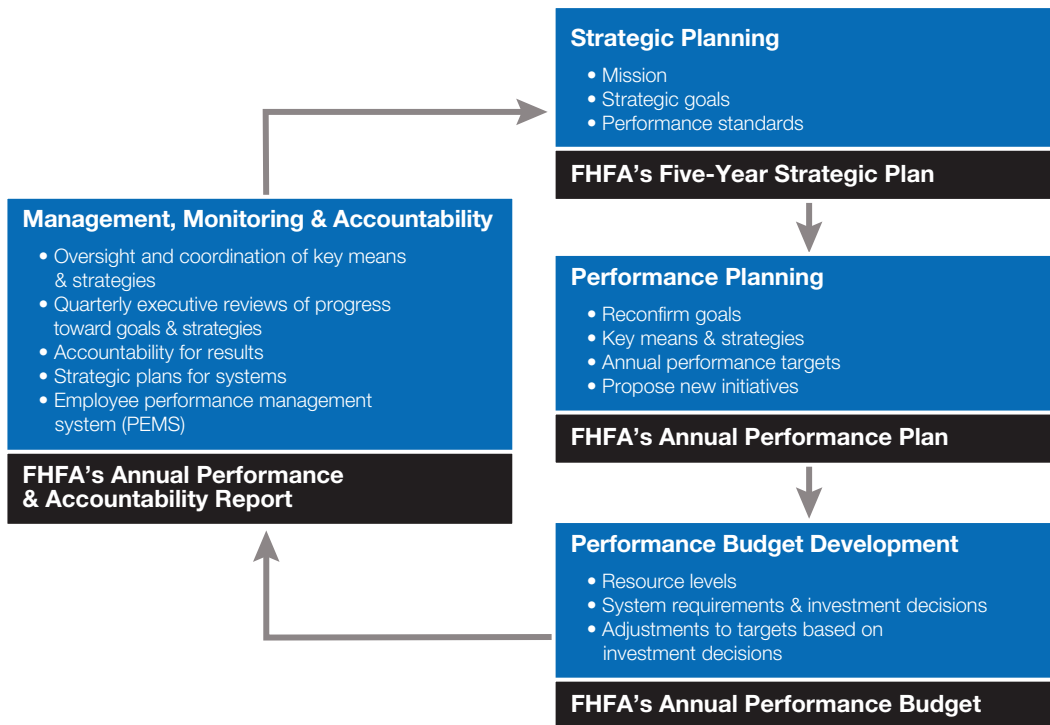 Strategic Planning
• Mission
• Strategic goals
• Performance standards
FHFA's Five-Year Strategic Plan
Management, Monitoring & Accountability
• Oversight and coordination of key means
& strategies
• Quarterly executive reviews of progress
toward goals & strategies
• Accountability for results
• Strategic plans for systems
• Employee performance management
system (PEMS)
FHFA's Annual Performance
& Accountability Report
Performance Planning
• Reconfirm goals
• Key means & strategies
• Annual performance targets
• Propose new initiatives
FHFA's Annual Performance Plan
Performance Budget Development
• Resource levels
• System requirements & investment decisions
• Adjustments to targets based on
investment decisions
FHFA's Annual Performance Budget